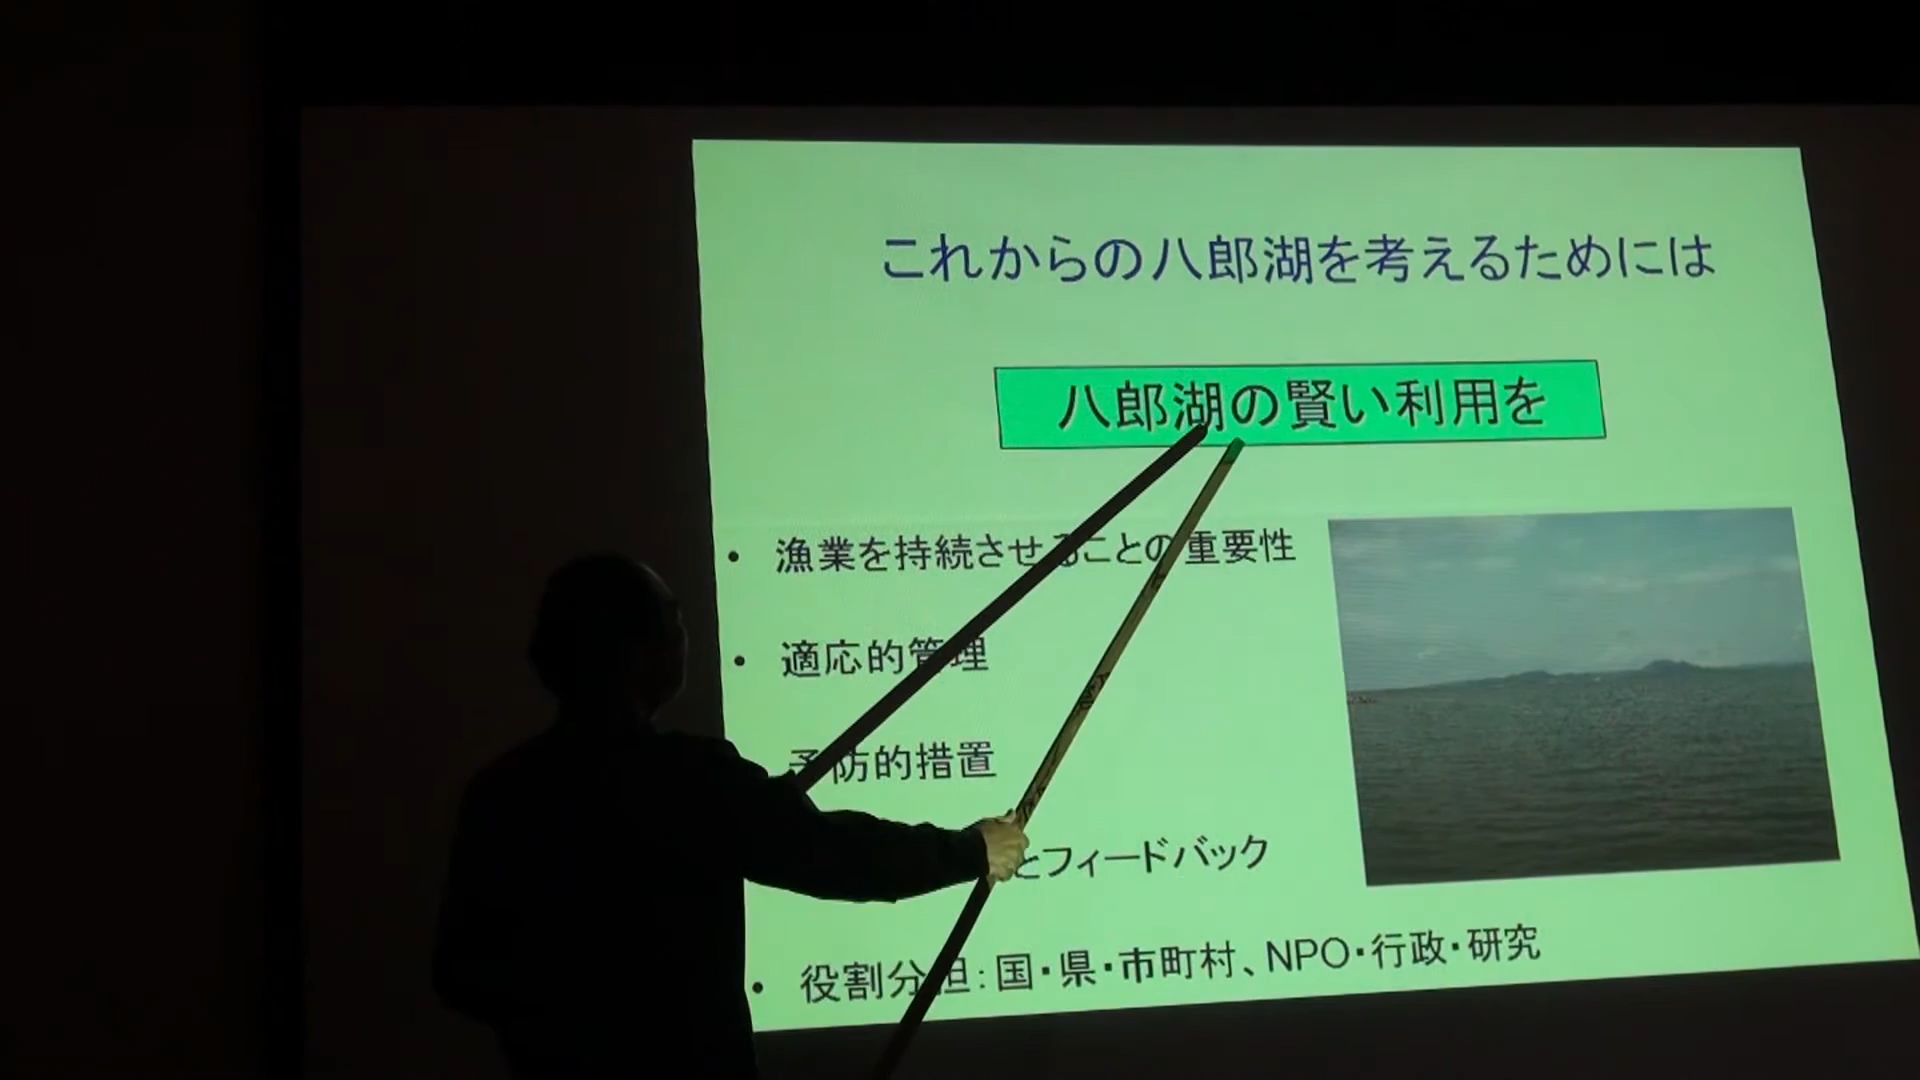 これからの八郎湖を考えるためには
八郎湖の賢い利用を
• 漁業を持続させることの重要性
• 適応的管理
予防的措置
とフィードバック
• 役割分担:国・県・市町村、NPO・行政・研究